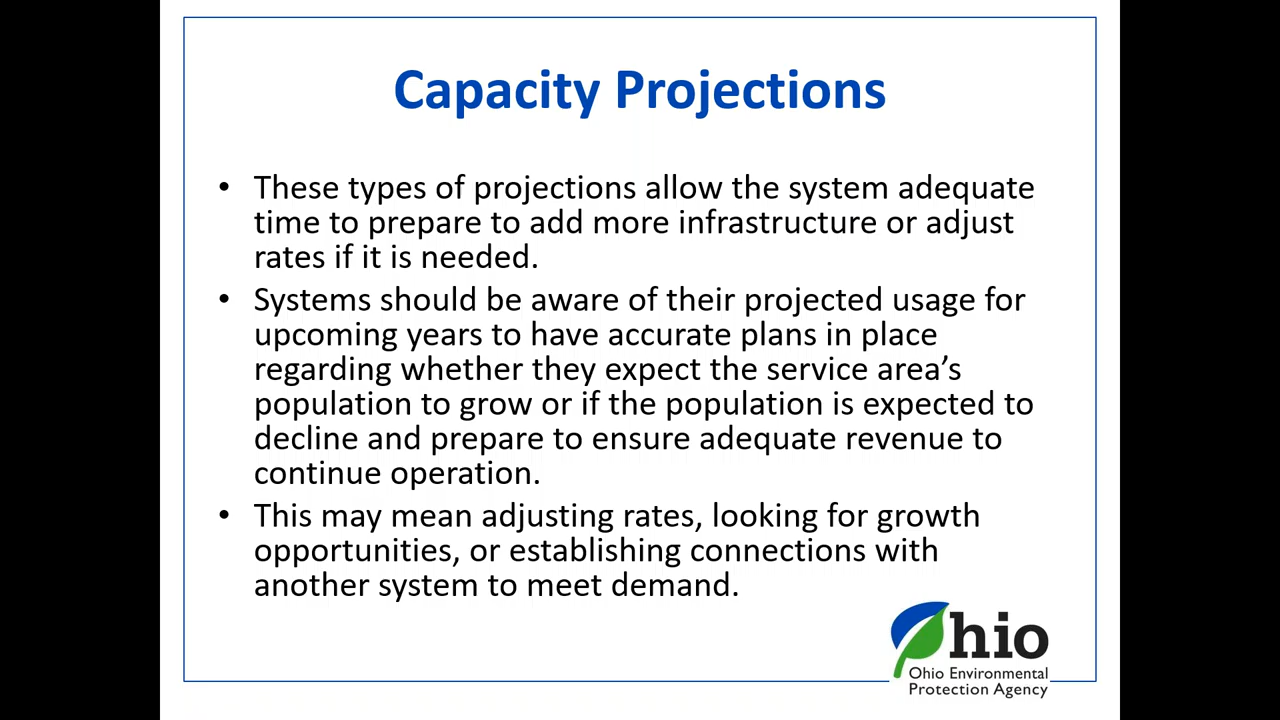 Capacity Projections
• These types of projections allow the system adequate
time to prepare to add more infrastructure or adjust
rates if it is needed.
• Systems should be aware of their projected usage for
upcoming years to have accurate plans in place
regarding whether they expect the service area’s
population to grow or if the population is expected to
decline and prepare to ensure adequate revenue to
continue operation.
• This may mean adjusting rates, looking for growth
opportunities, or establishing connections with
another system to meet demand.
Ohio
Ohio Environmental
Protection Agency